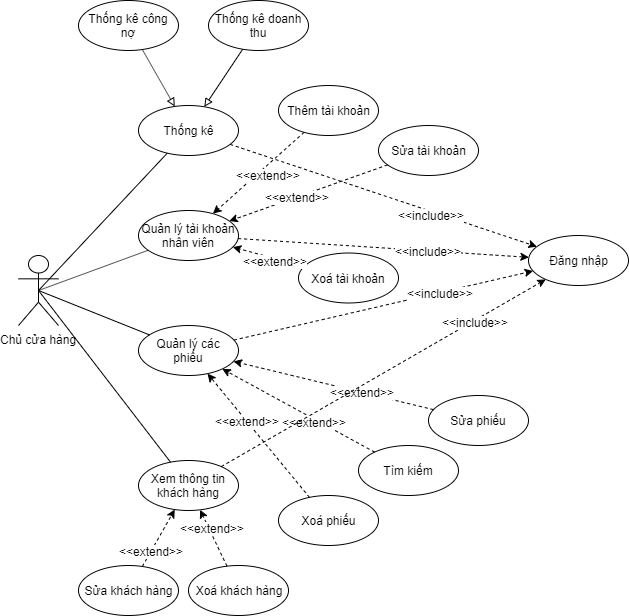 Thống kê công
nợ
Thống kê doanh
thu
Thêm tài khoản
Thống kê
Sửa tài khoản
<<extend>>
<<extend>>
<<include>>
Quản lý tài khoản
nhân viên
<<include>>
<<extend>>
Đăng nhập
Xoá tài khoản
<<include>>
<<include>>
Chủ cửa hàng
Quản lý các
phiếu
<<extend>>
Sửa phiếu
<<extend>>
<<extend>>
Tìm kiếm
Xem thông tin
khách hàng
Xoá phiếu
<<extend>>
<<extend>>
Sửa khách hàng
Xoá khách hàng